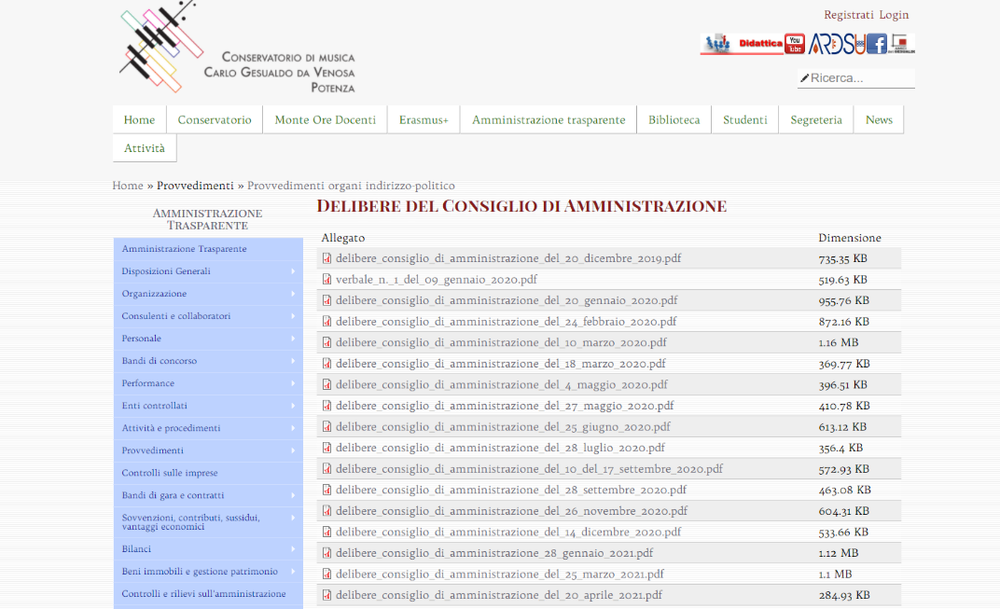 Registrati Login
Conservatorio di musica
Carlo Gesualdo da Venosa
Potenza
Didattica You Tube ARDSU f
Ricerca...
Home Conservatorio Monte Ore Docenti Erasmus+ Amministrazione trasparente Biblioteca Studenti Segreteria News
Attività
Home » Provvedimenti » Provvedimenti organi indirizzo-politico
Amministrazione
Trasparente
Amministrazione Trasparente
Disposizioni Generali
Organizzazione
Consulenti e collaboratori
Personale
Bandi di concorso
Performance
Enti controllati
Attività e procedimenti
Provvedimenti
Controlli sulle imprese
Bandi di gara e contratti
Sovvenzioni, contributi, sussidui,
vantaggi economici
Bilanci
Beni immobili e gestione patrimonio
Controlli e rilievi sull'amministrazione
Delibere del Consiglio di Amministrazione
Allegato Dimensione
delibere_consiglio_di_amministrazione_del_20_dicembre_2019.pdf 735.35 KB
verbale_n._1_del_09_gennaio_2020.pdf 519.63 KB
delibere_consiglio_di_amministrazione_del_20_gennaio_2020.pdf 955.76 KB
delibere_consiglio_di_amministrazione_del_24_febbraio_2020.pdf 872.16 KB
delibere_consiglio_di_amministrazione_del_10_marzo_2020.pdf 1.16 MB
delibere_consiglio_di_amministrazione_del_18_marzo_2020.pdf 369.77 KB
delibere_consiglio_di_amministrazione_del_4_maggio_2020.pdf 396.51 KB
delibere_consiglio_di_amministrazione_del_27_maggio_2020.pdf 410.78 KB
delibere_consiglio_di_amministrazione_del_25_giugno_2020.pdf 613.12 KB
delibere_consiglio_di_amministrazione_del_28_luglio_2020.pdf 356.4 KB
delibere_consiglio_di_amministrazione_del_10_del_17_settembre_2020.pdf 572.93 KB
delibere_consiglio_di_amministrazione_del_28_settembre_2020.pdf 463.08 KB
delibere_consiglio_di_amministrazione_del_26_novembre_2020.pdf 604.31 KB
delibere_consiglio_di_amministrazione_del_14_dicembre_2020.pdf 533.66 KB
delibere_consiglio_di_amministrazione_28_gennaio_2021.pdf 1.12 MB
delibere_consiglio_di_amministrazione_del_25_marzo_2021.pdf 1.1 MB
delibere_consiglio_di_amministrazione_del_20_aprile_2021.pdf 284.93 KB